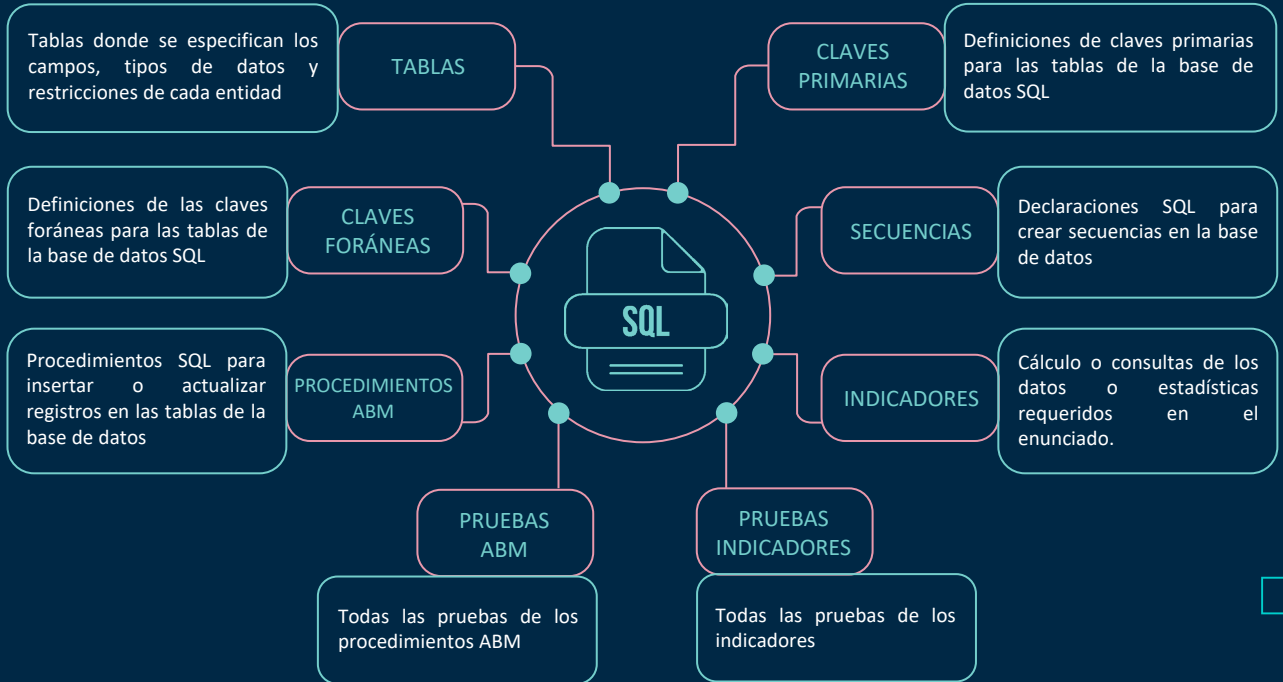 Tablas donde se especifican los
campos, tipos de datos y
restricciones de cada entidad
TABLAS
CLAVES
PRIMARIAS
Definiciones de claves primarias
para las tablas de la base de
datos SQL
Definiciones de las claves
foráneas para las tablas de
la base de datos SQL
CLAVES
FORÁNEAS
SECUENCIAS
Declaraciones SQL para
crear secuencias en la base
de datos
SQL
Procedimientos SQL para
insertar o actualizar
registros en las tablas de la
base de datos
PROCEDIMIENTOS
ABM
INDICADORES
Cálculo o consultas de los
datos o estadísticas
requeridos en el
enunciado.
PRUEBAS
ABM
Todas las pruebas de los
procedimientos ABM
PRUEBAS
INDICADORES
Todas las pruebas de los
indicadores